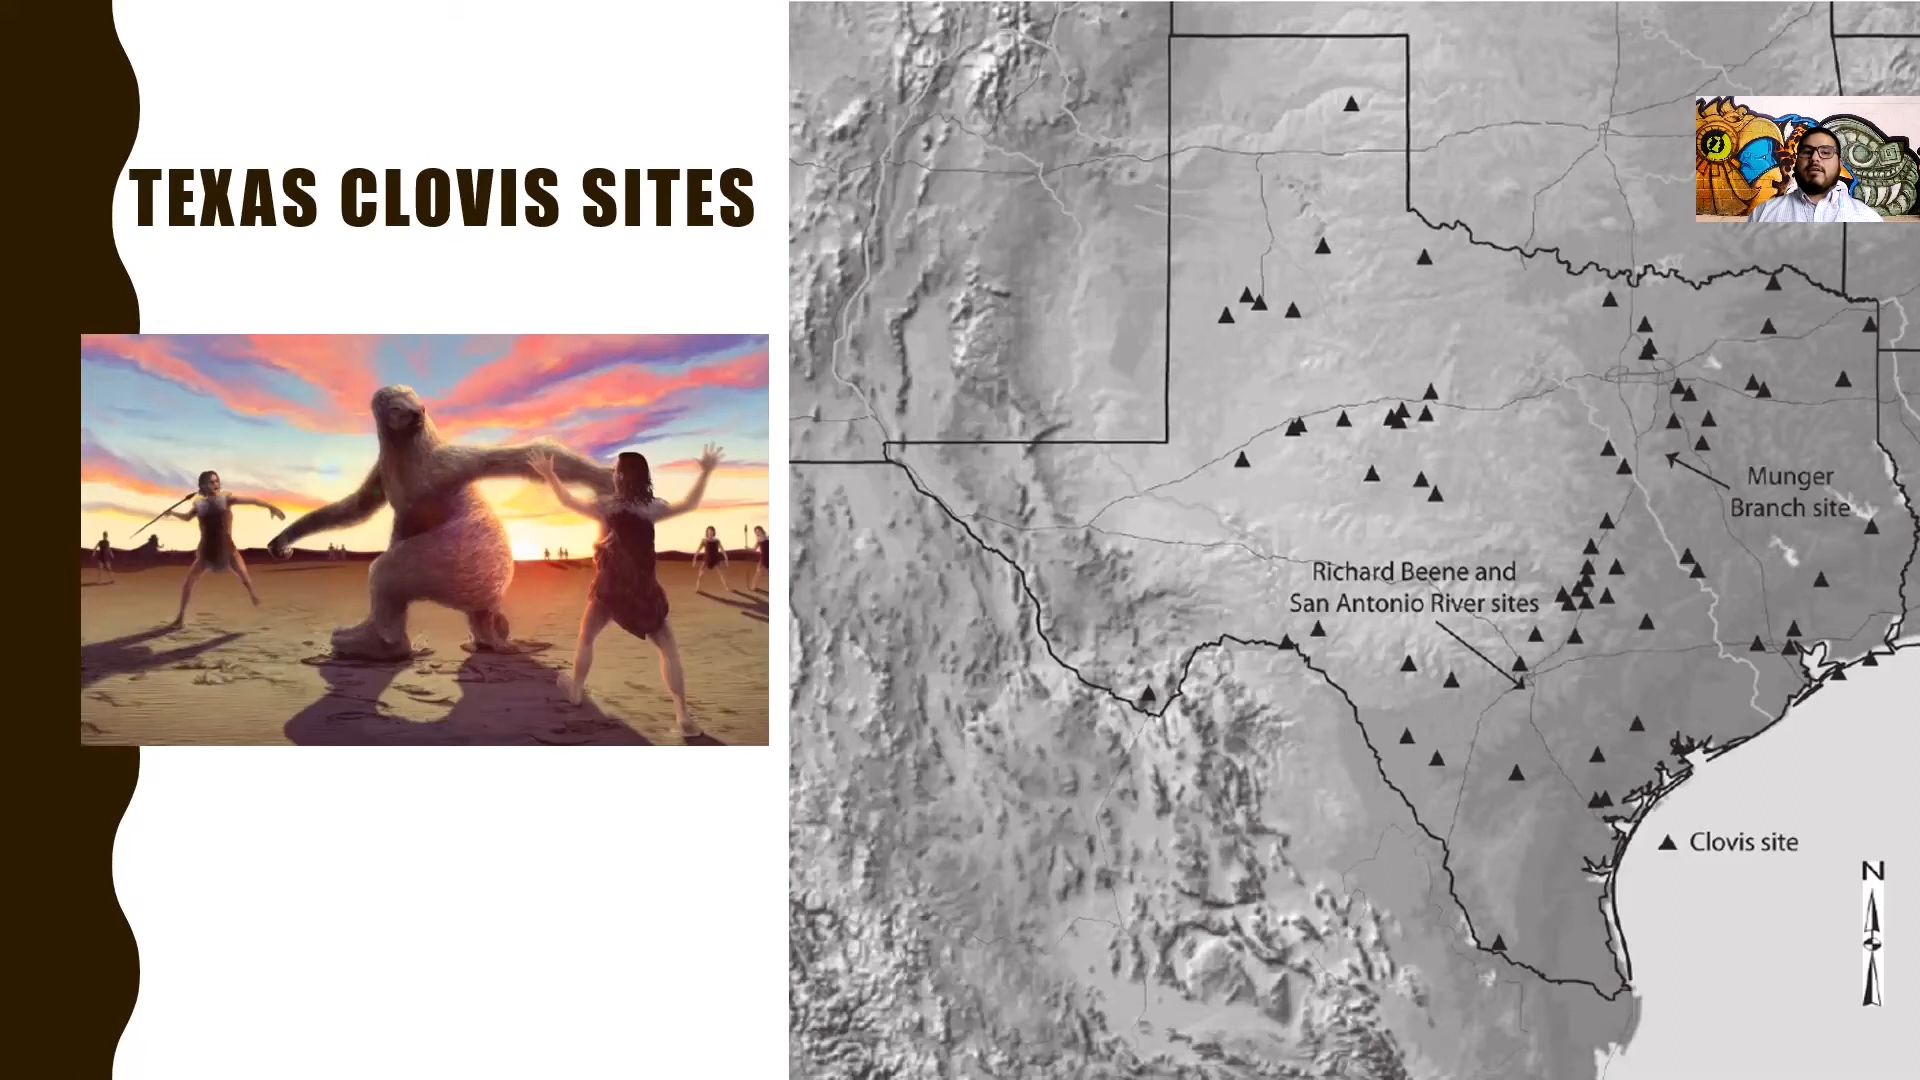 TEXAS CLOVIS SITES
Munger
Branch site
Richard Beene and
San Antonio River sites
Clovis site
N